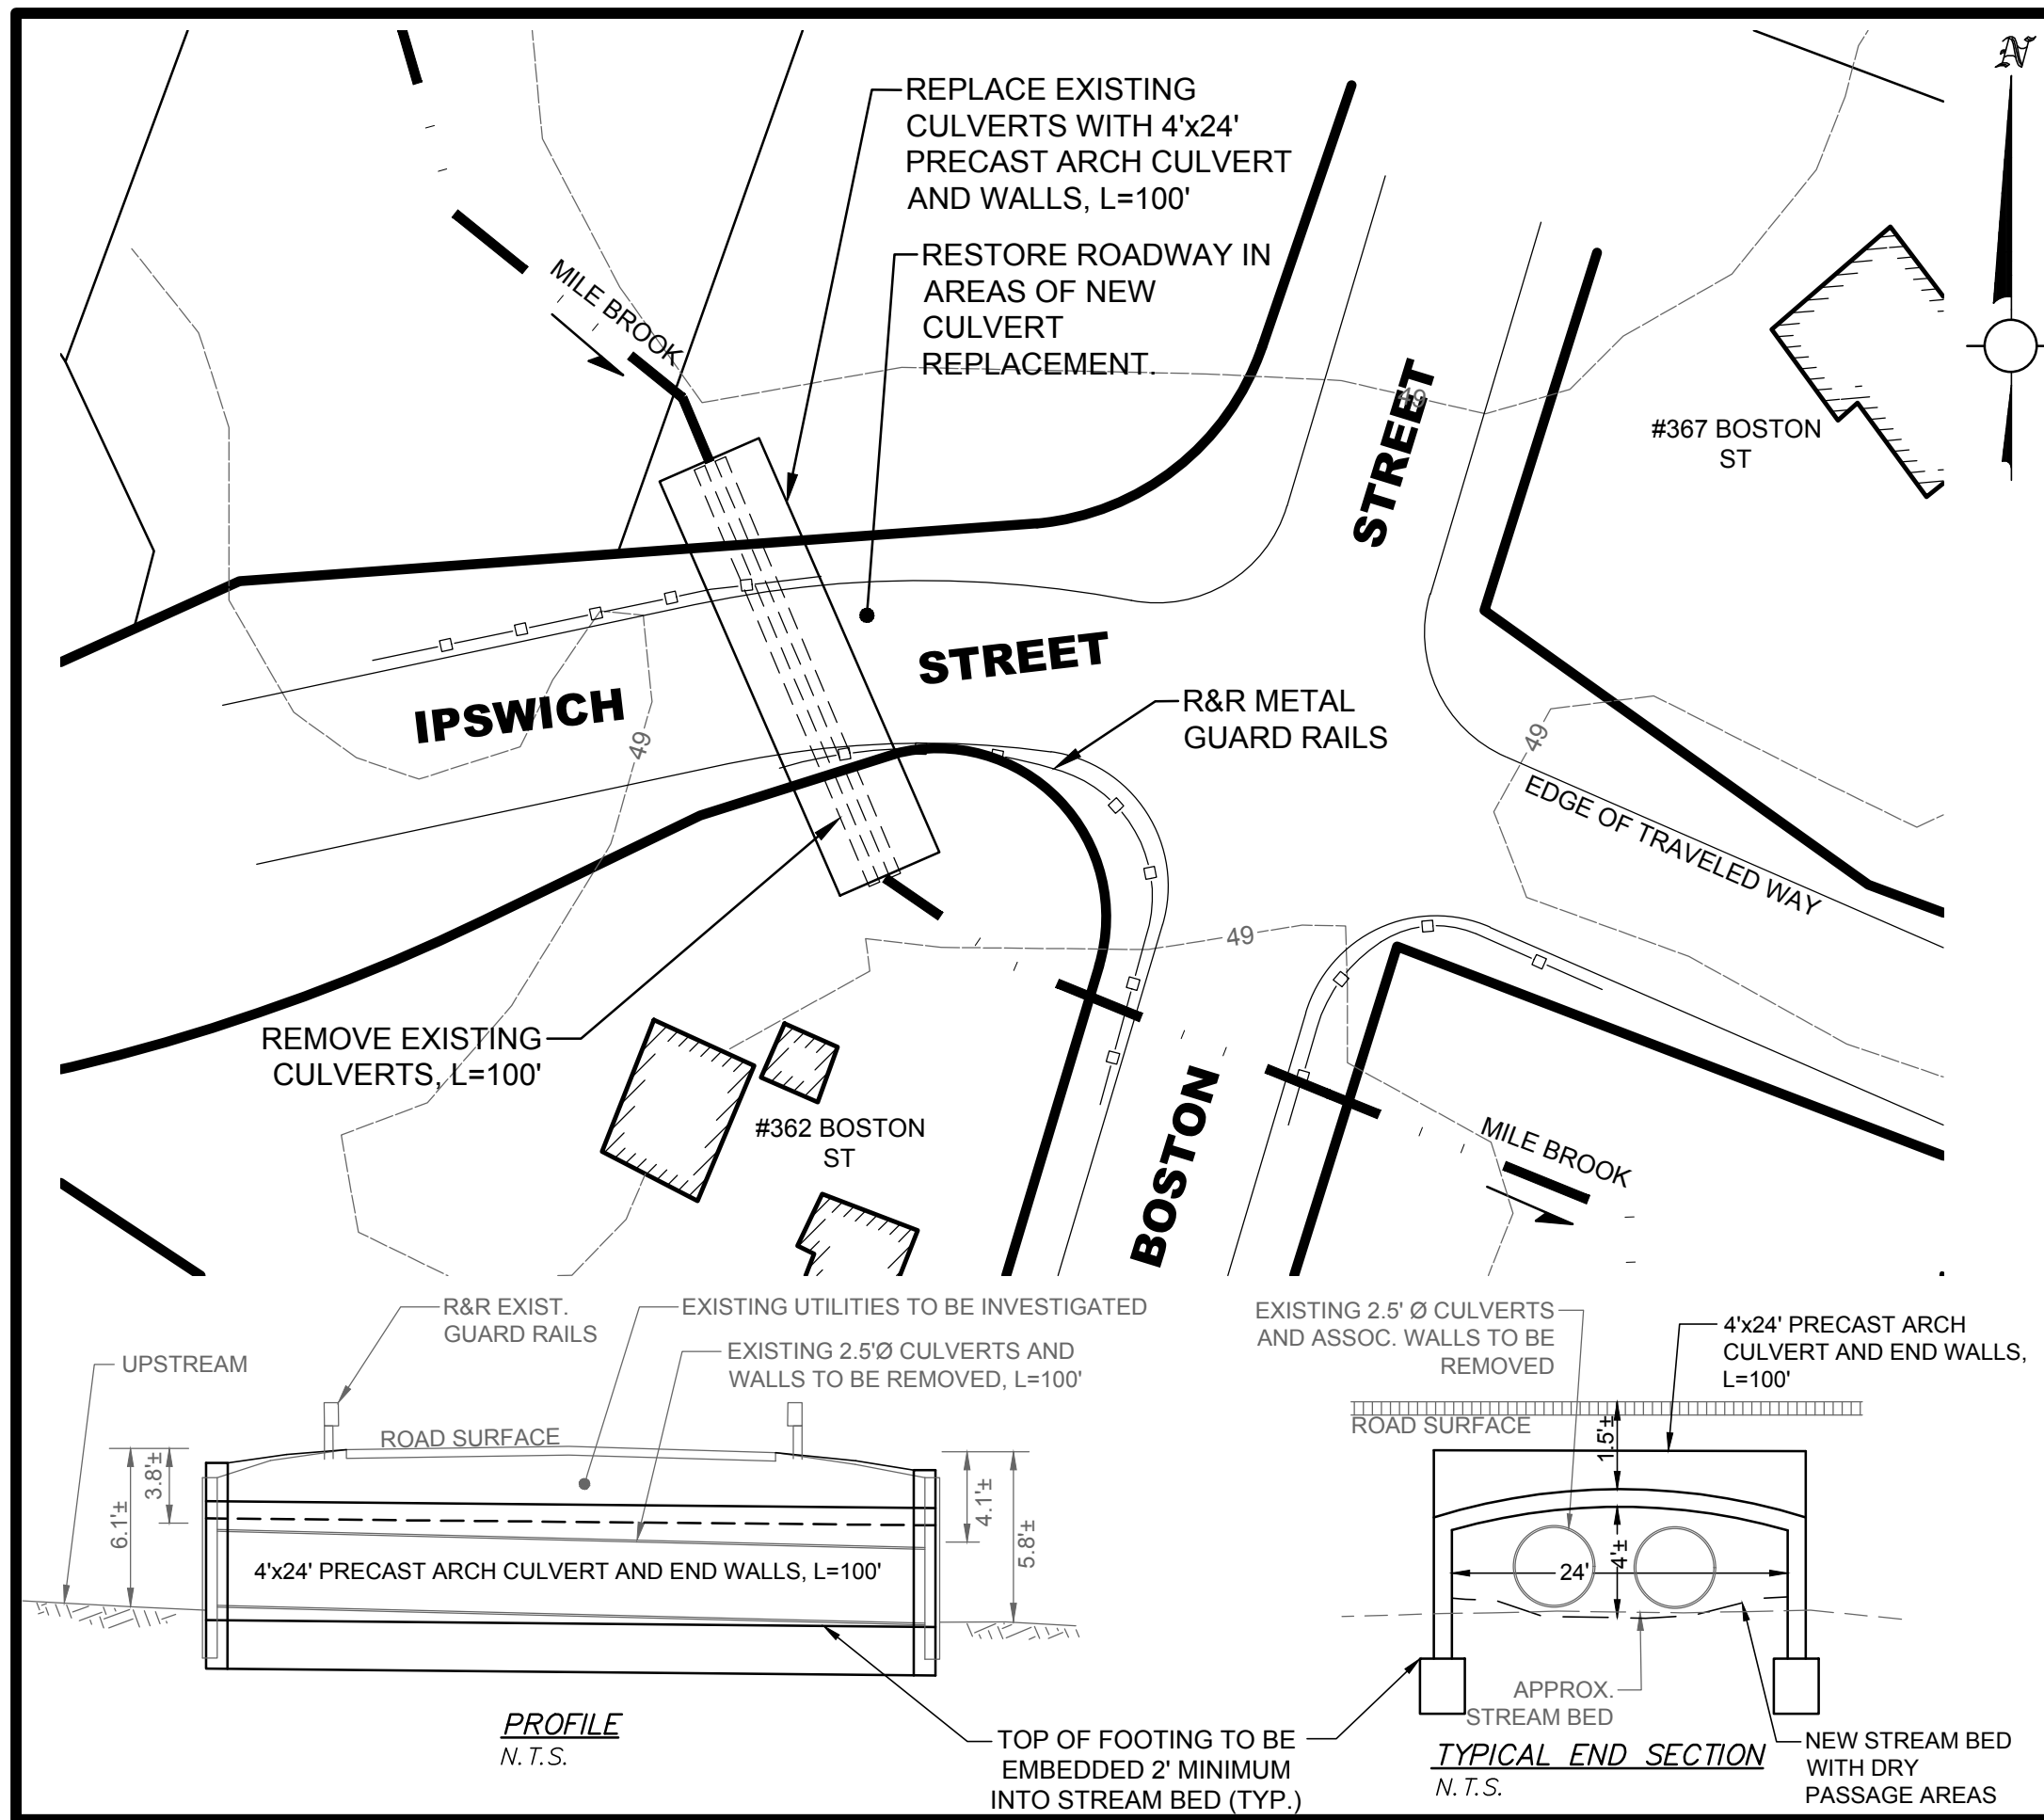 N
REPLACE EXISTING
CULVERTS WITH 4'x24'
PRECAST ARCH CULVERT
AND WALLS, L=100'
RESTORE ROADWAY IN
AREAS OF NEW
CULVERT
REPLACEMENT.
MILE BROOK
49
STREET
#367 BOSTON
ST
STREET
IPSWICH
49
R&R METAL
GUARD RAILS
49
EDGE OF TRAVELED WAY
49
REMOVE EXISTING
CULVERTS, L=100'
#362 BOSTON
ST
BOSTON
MILE BROOK
R&R EXIST.
GUARD RAILS
EXISTING UTILITIES TO BE INVESTIGATED
EXISTING 2.5'Ø CULVERTS AND
WALLS TO BE REMOVED, L=100'
UPSTREAM
ROAD SURFACE
6.1'±
3.8'±
4.1'±
5.8'±
4'x24' PRECAST ARCH CULVERT AND END WALLS, L=100'
PROFILE
N.T.S.
TOP OF FOOTING TO BE
EMBEDDED 2' MINIMUM
INTO STREAM BED (TYP.)
EXISTING 2.5' Ø CULVERTS
AND ASSOC. WALLS TO BE
REMOVED
4'x24' PRECAST ARCH
CULVERT AND END WALLS,
L=100'
ROAD SURFACE
1.5'±
4'±
24'
APPROX.
STREAM BED
TYPICAL END SECTION
N.T.S.
NEW STREAM BED
WITH DRY
PASSAGE AREAS